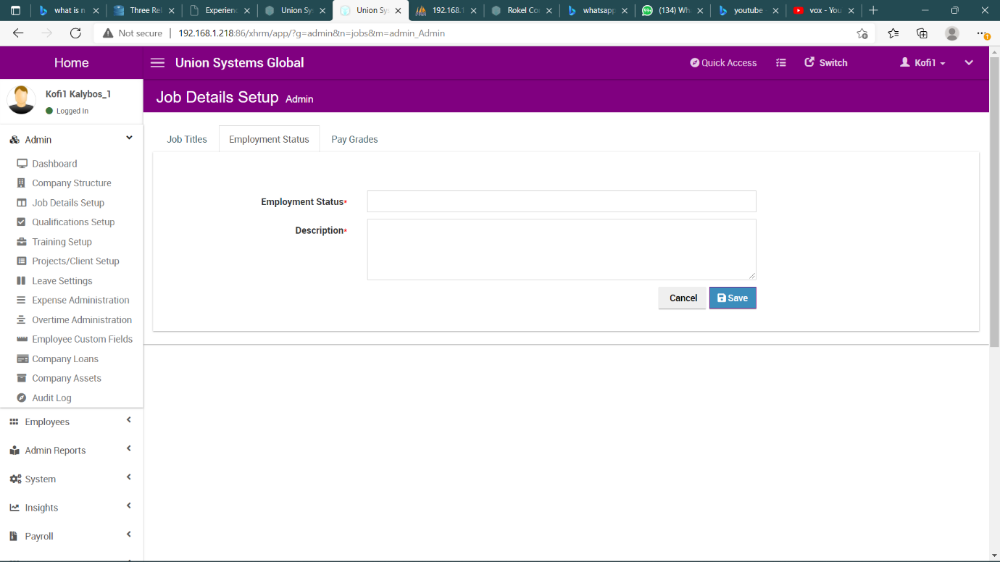 what is n
Three Rel
Experienc
Union Sys
Union Sys
192.168.1
Rokel Co
whatsapp
(134) Wh
youtube
vox - You
Not secure 192.168.1.218:86/xhrm/app/?g=admin&n=jobs&m=admin_Admin
Home
Union Systems Global
Quick Access
Switch
Kofi1
Kofi1 Kalybos_1
Logged In
Job Details Setup Admin
Admin
Dashboard
Company Structure
Job Details Setup
Qualifications Setup
Training Setup
Projects/Client Setup
Leave Settings
Expense Administration
Overtime Administration
Employee Custom Fields
Company Loans
Company Assets
Audit Log
Employees
Admin Reports
System
Insights
Payroll
Job Titles
Employment Status
Pay Grades
Employment Status*
Description*
Cancel
Save